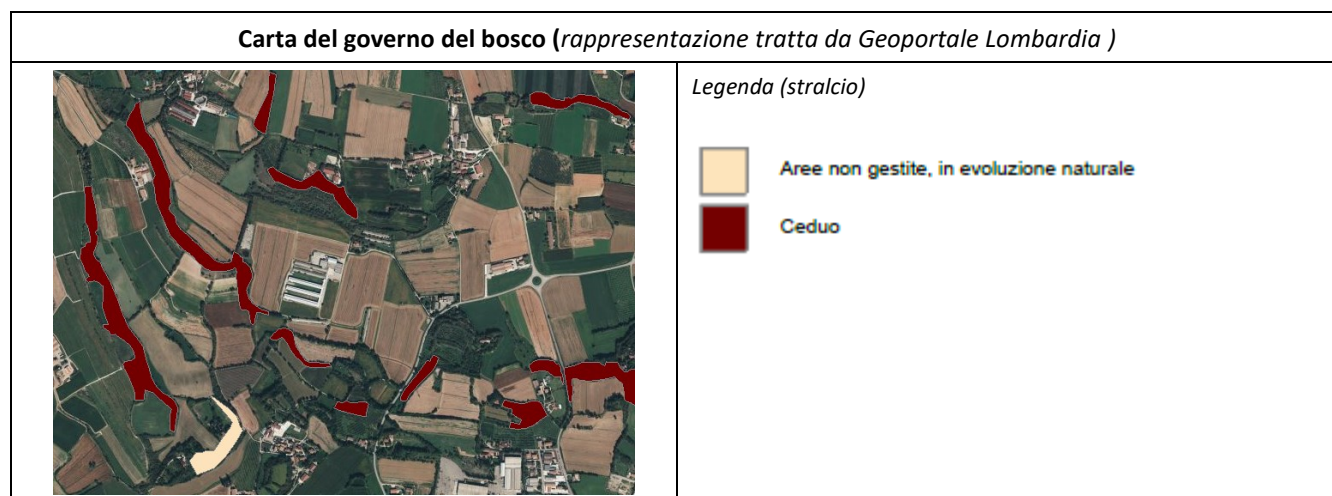 Carta del governo del bosco (rappresentazione tratta da Geoportale Lombardia )
Legenda (stralcio)
Aree non gestite, in evoluzione naturale
Ceduo